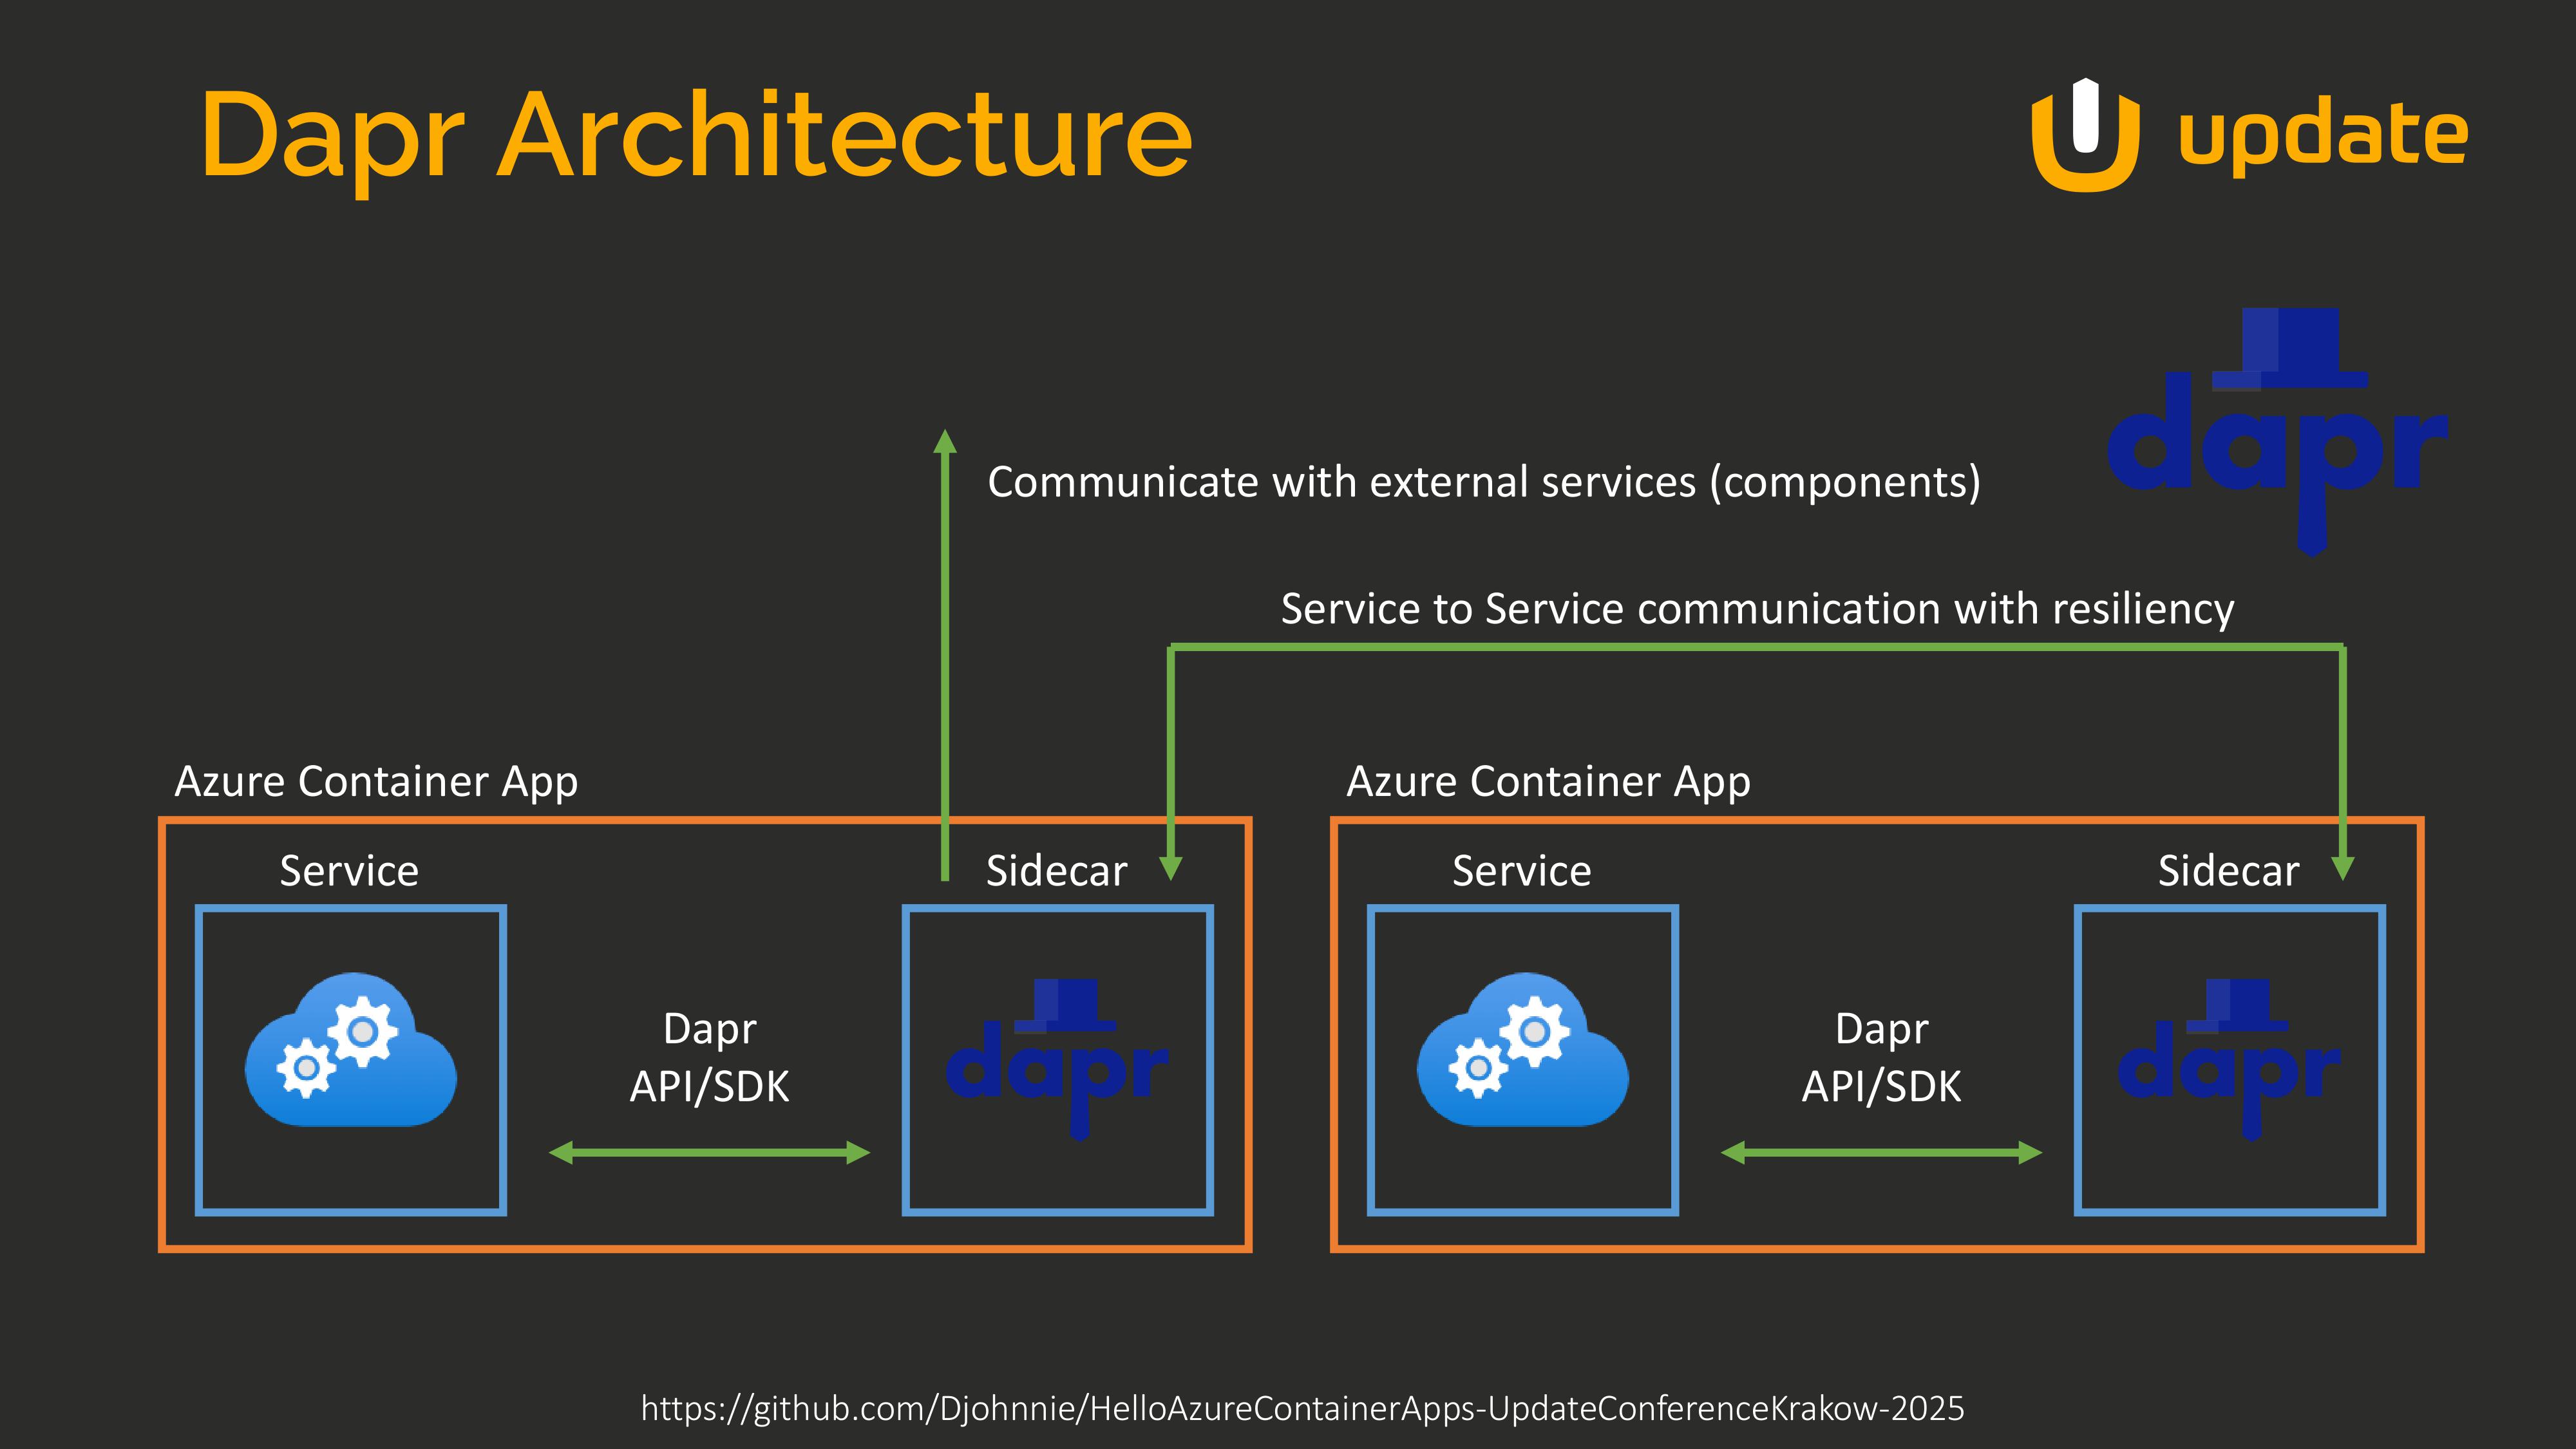 Dapr Architecture
update
dapr
Communicate with external services (components)
Service to Service communication with resiliency
Azure Container App
Azure Container App
Service
Sidecar
Service
Sidecar
Dapr
API/SDK
dapr
Dapr
API/SDK
dapr
https://github.com/Djohnnie/HelloAzureContainerApps-UpdateConferenceKrakow-2025